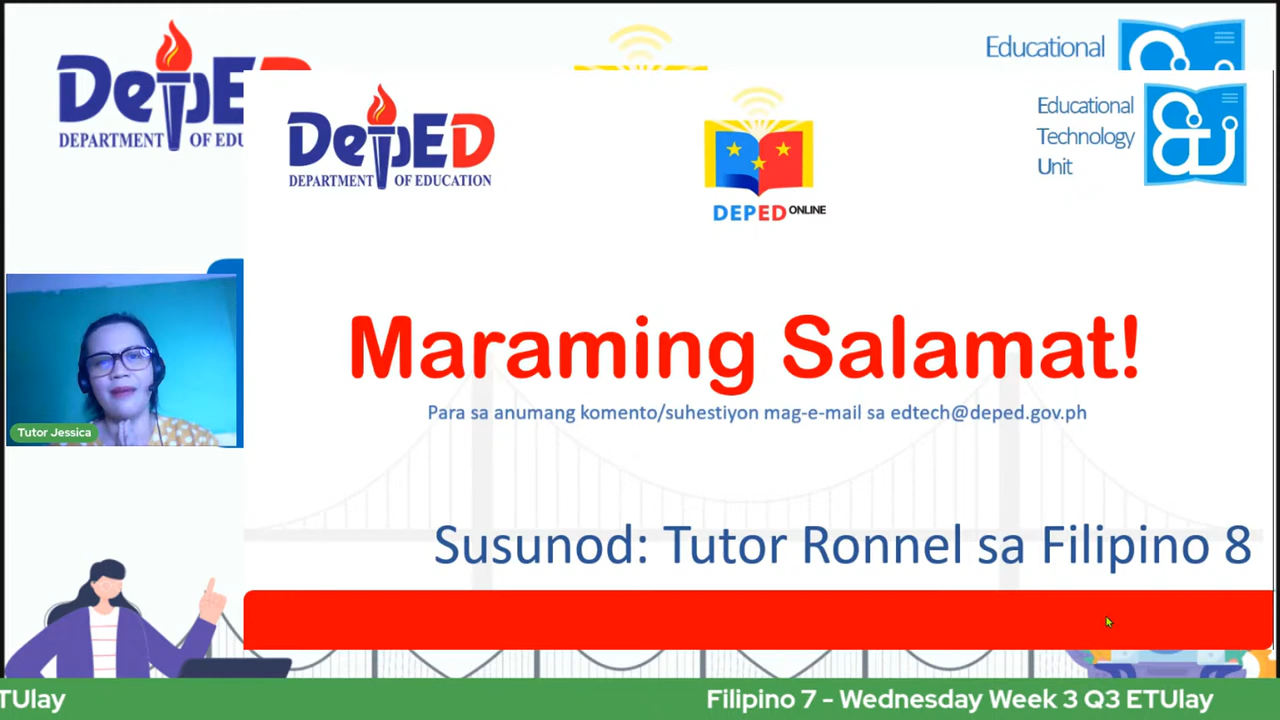 DepED
DEPARTMENT OF EDU
Educational
DepED
DEPARTMENT OF EDUCATION
DEPED ONLINE
Educational
Technology
Unit
Maraming Salamat!
Para sa anumang komento/suhestiyon mag-e-mail sa edtech@deped.gov.ph
Tutor Jessica
Susunod: Tutor Ronnel sa Filipino 8
TUlay
Filipino 7 - Wednesday Week 3 Q3 ETUlay